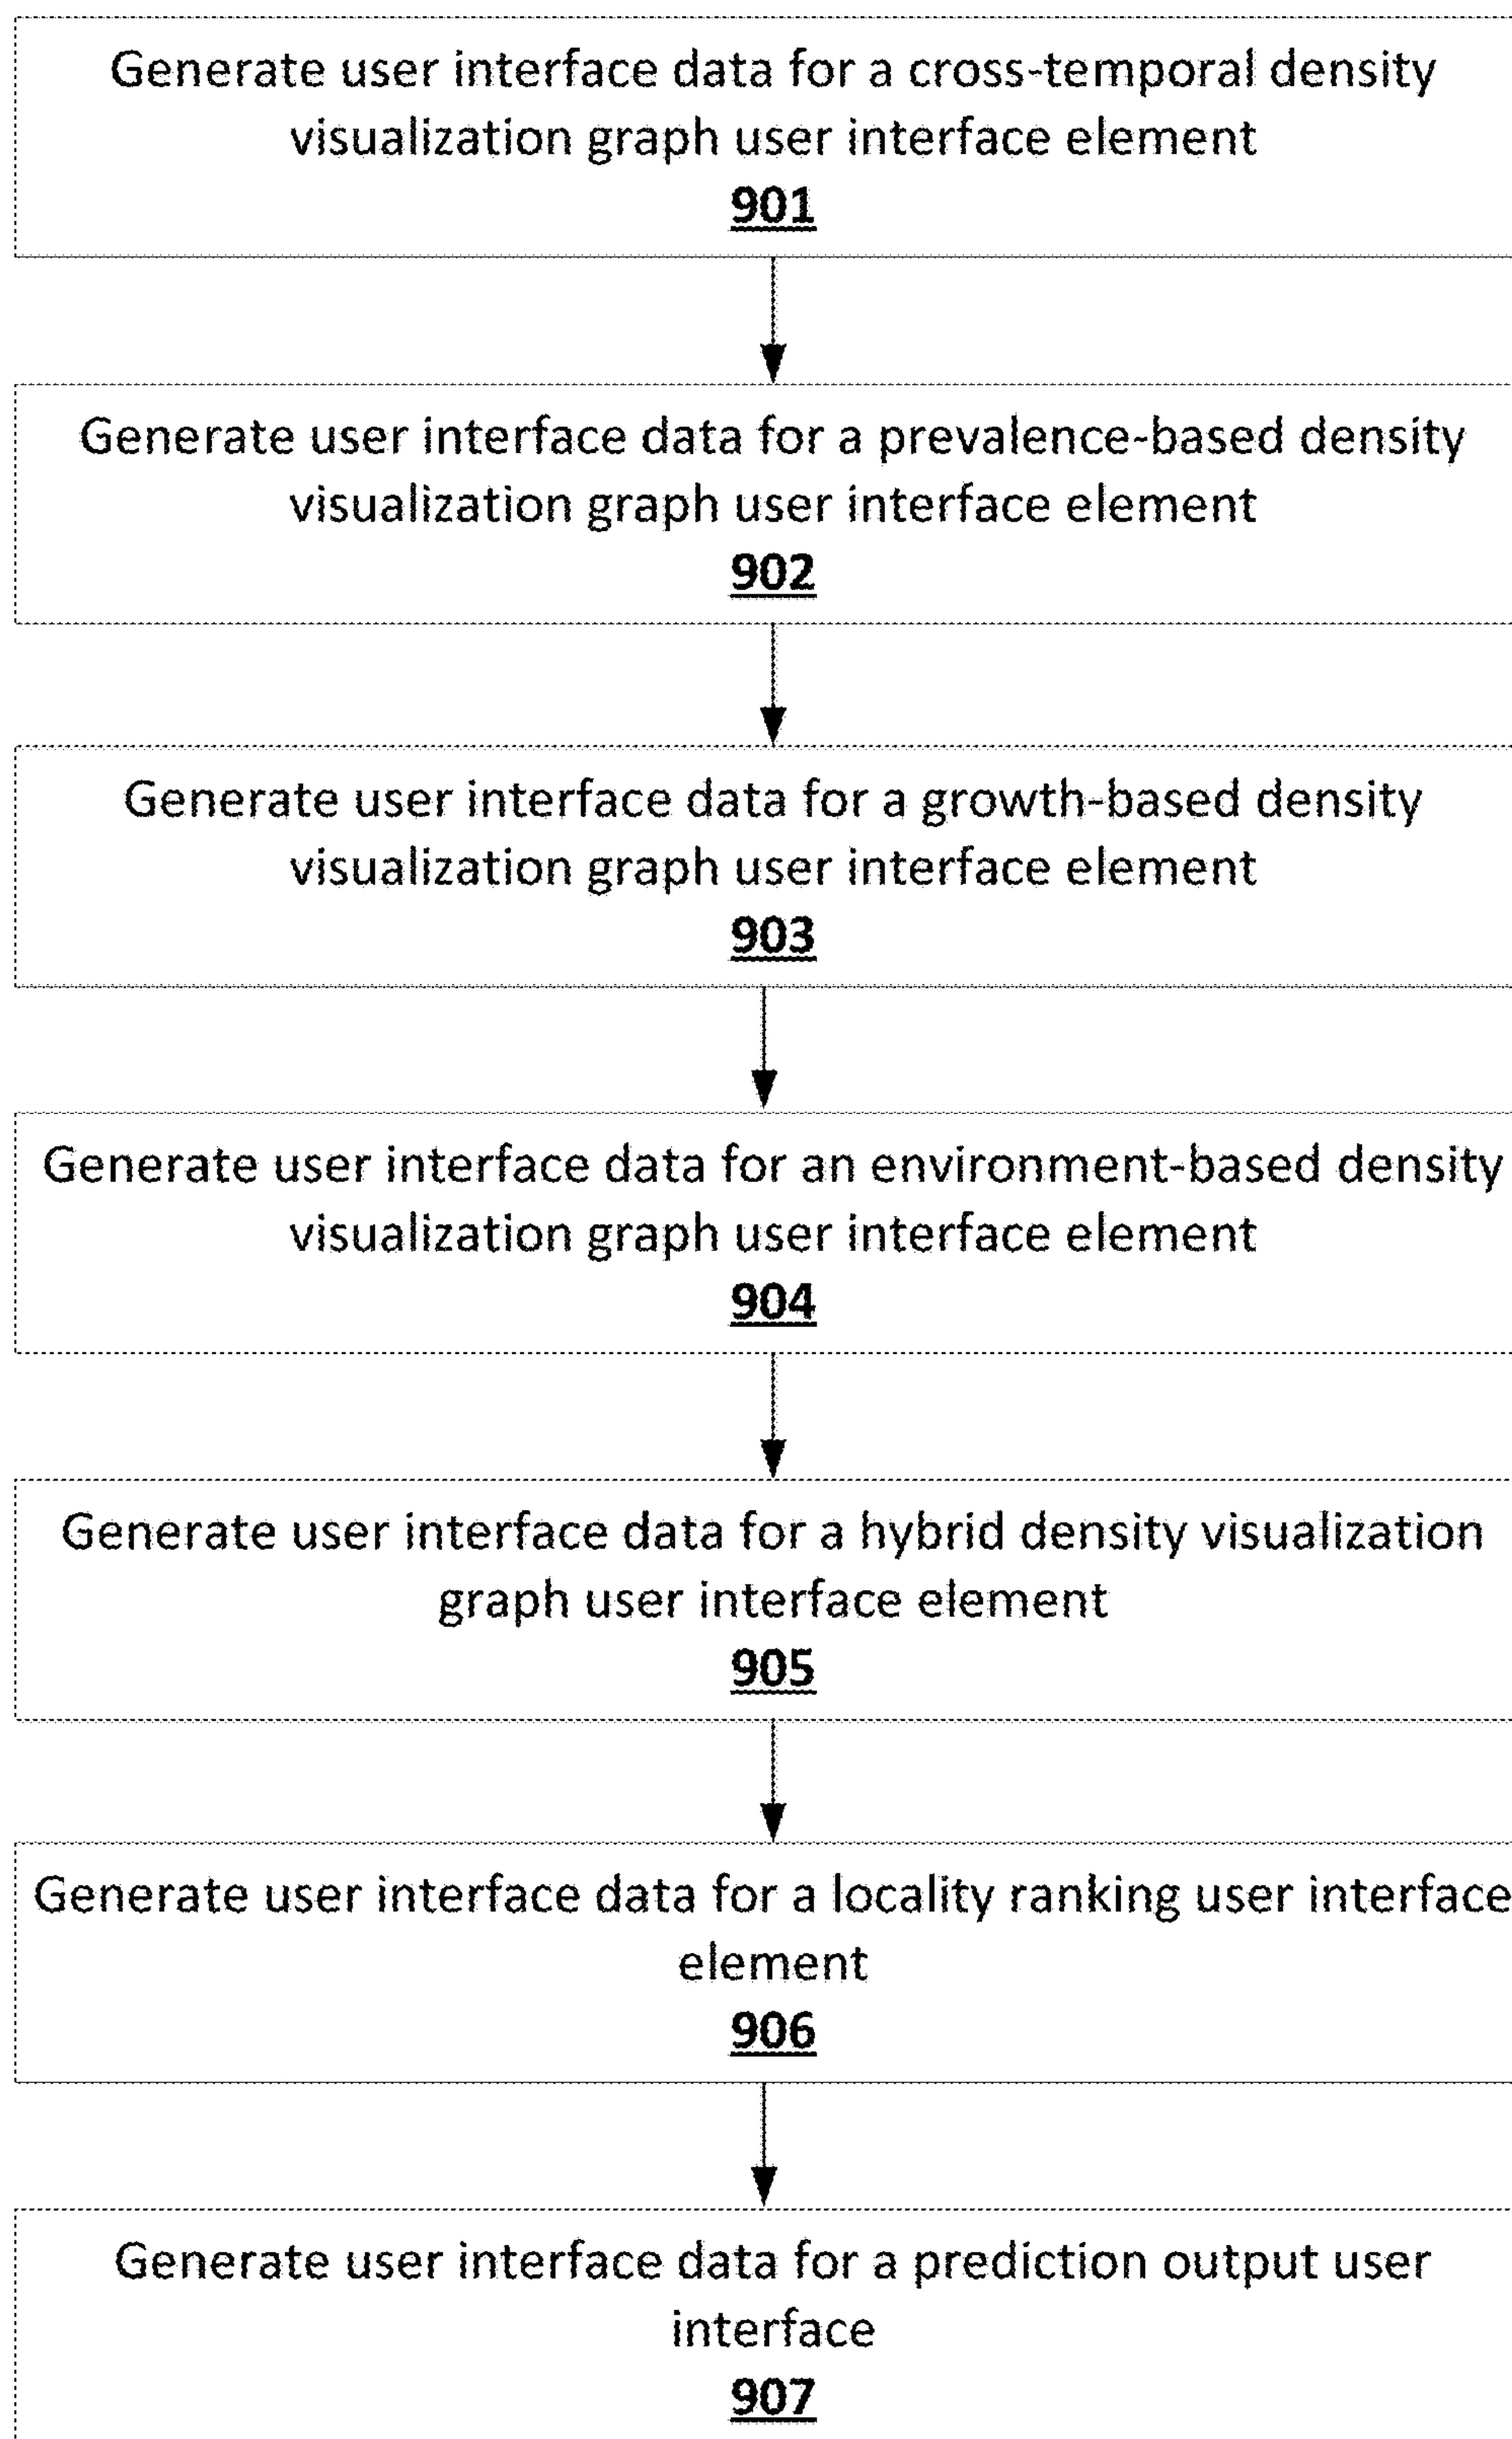 Generate user interface data for a cross-temporal density
visualization graph user interface element
901
Generate user interface data for a prevalence-based density
visualization graph user interface element
902
Generate user interface data for a growth-based density
visualization graph user interface element
903
Generate user interface data for an environment-based density
visualization graph user interface element
904
Generate user interface data for a hybrid density visualization
graph user interface element
905
Generate user interface data for a locality ranking user interface
element
906
Generate user interface data for a prediction output user
interface
907